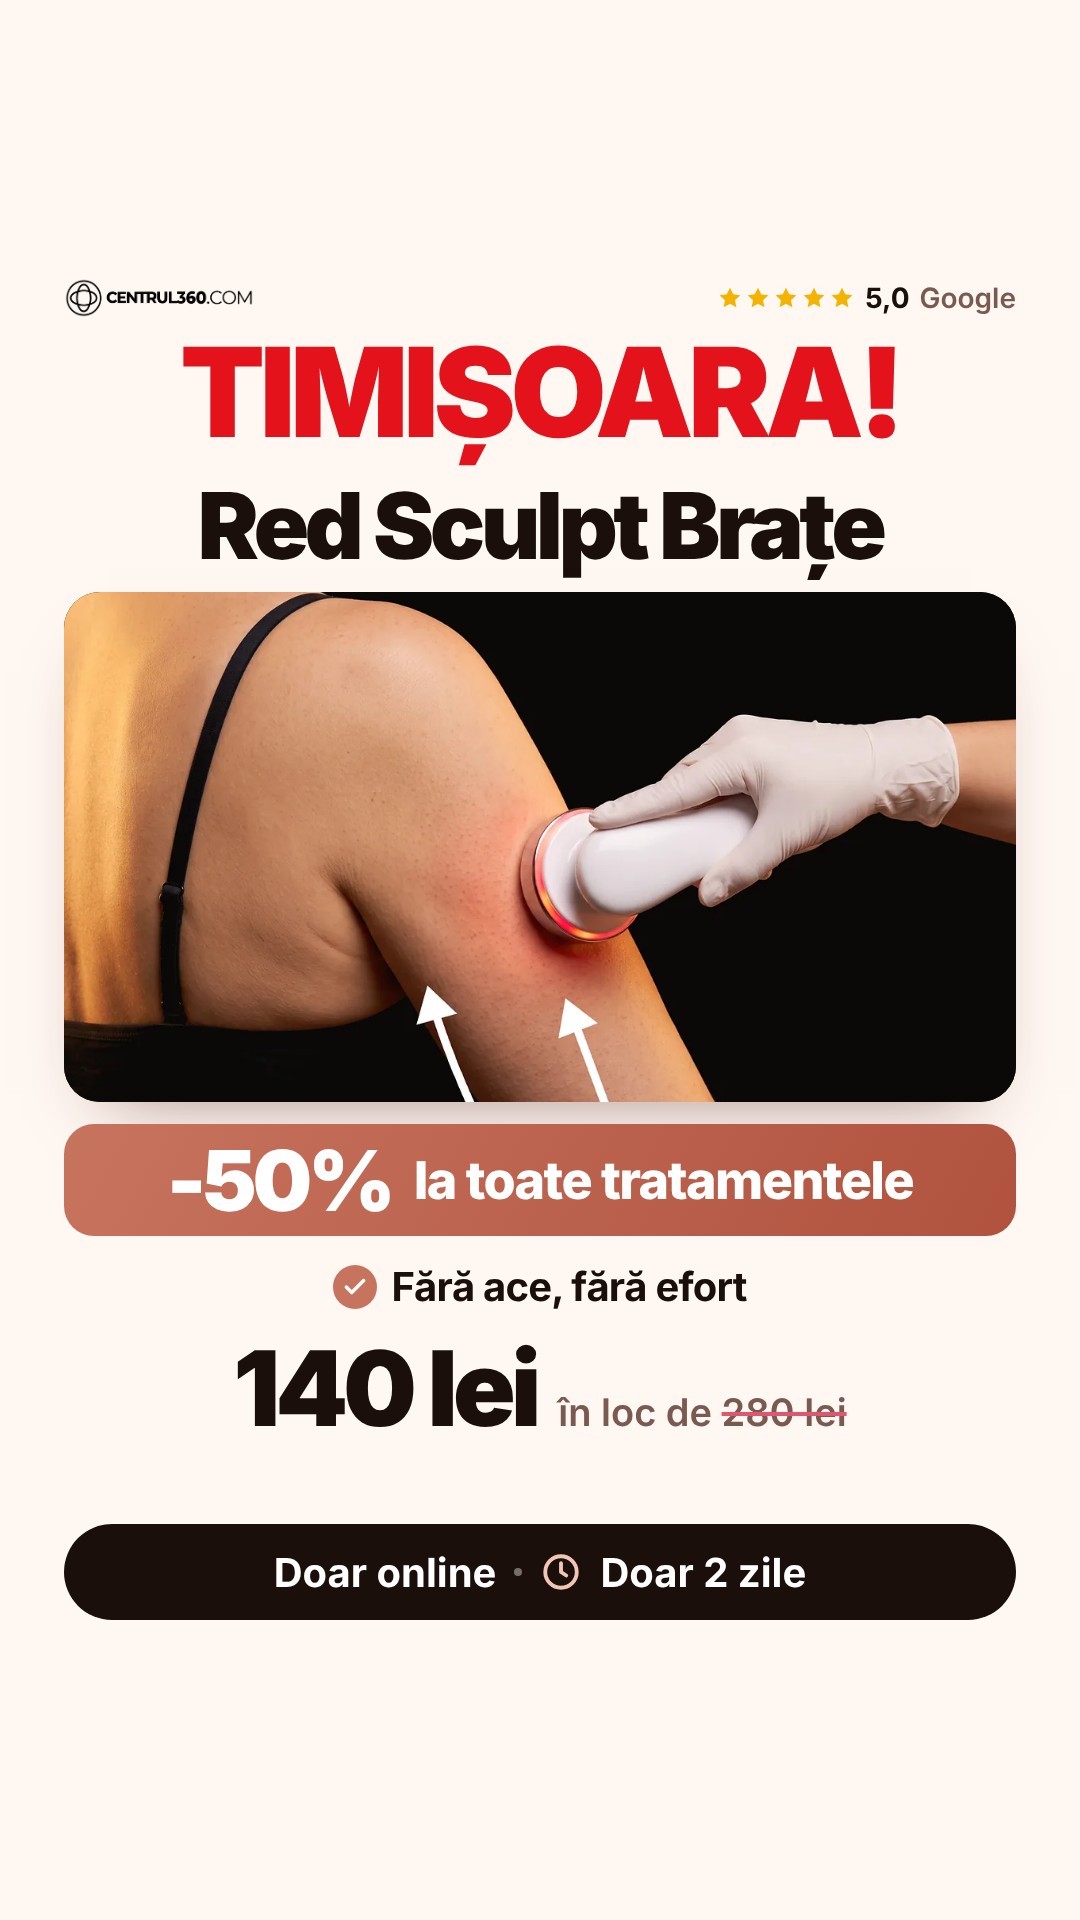 CENTRUL360.COM
5,0 Google
TIMIȘOARA!
Red Sculpt Brațe
-50% la toate tratamentele
Fără ace, fără efort
140 lei în loc de 280 lei
Doar online · Doar 2 zile